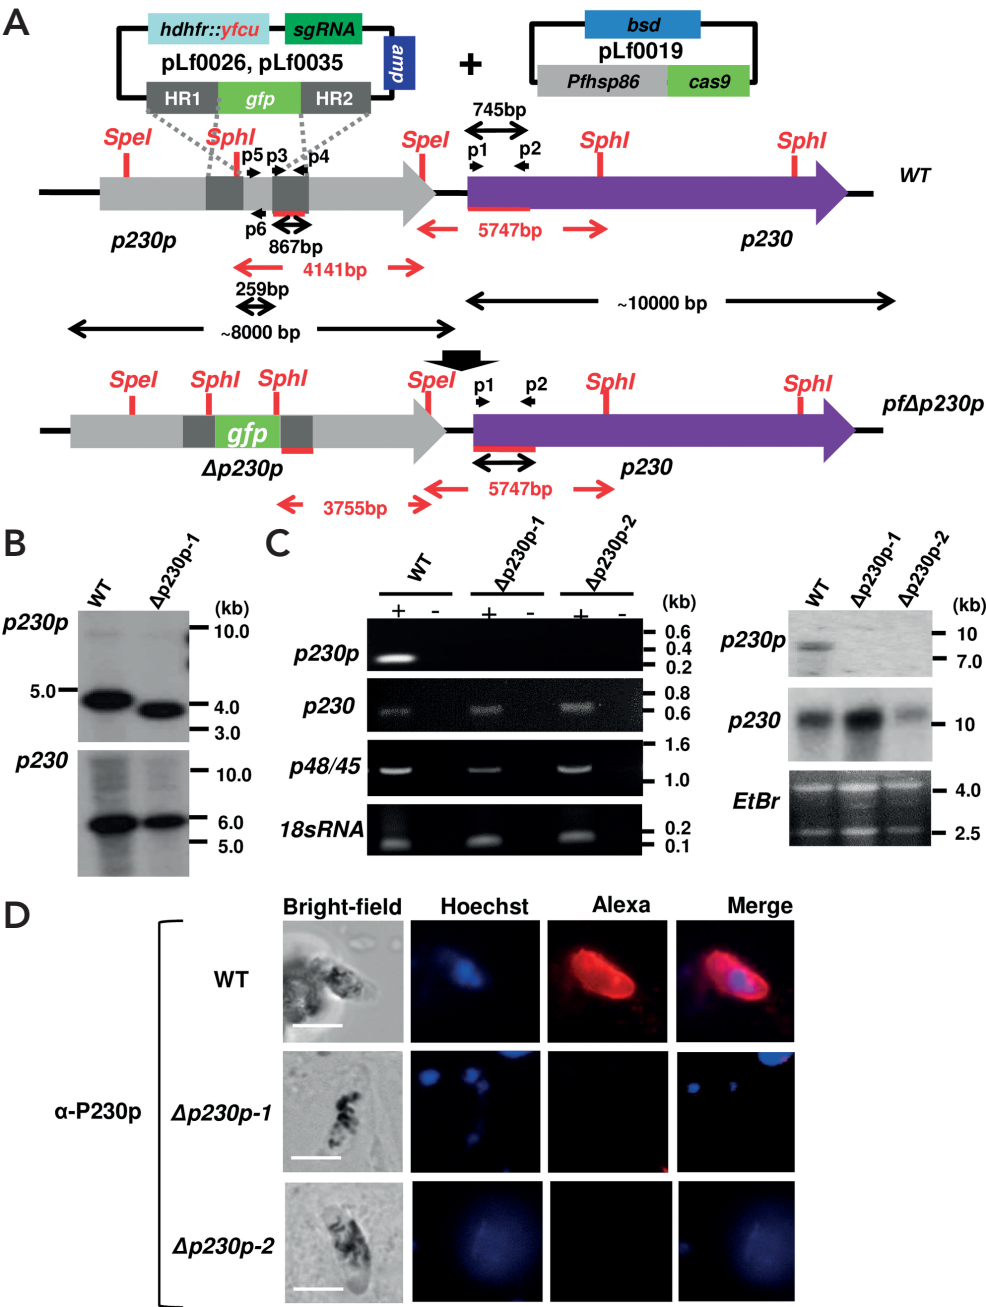 A
hdhfr::yfcu sgRNA
amp
pLf0026, pLf0035
HR1 gfp HR2
+
bsd
pLf0019
Pfhsp86 cas9
745bp
SpeI SphI SpeI SphI SphI
p5 p3 p4 p1 p2
WT
p6
p230p 867bp 5747bp p230
4141bp
259bp
~8000 bp ~10000 bp
SpeI SphI SphI SpeI p1 p2 SphI SphI
pfΔp230p
gfp
Δp230p p230
3755bp 5747bp
B
WT Δp230p-1
(kb)
p230p
10.0
5.0
4.0
3.0
p230
10.0
6.0
5.0
C
WT Δp230p-1 Δp230p-2
+ - + - + - (kb)
p230p
0.6
0.4
0.2
p230
0.8
0.6
p48/45
1.6
1.0
18sRNA
0.2
0.1
WT Δp230p-1 Δp230p-2
(kb)
p230p
10
7.0
p230
10
EtBr
4.0
2.5
D
Bright-field Hoechst Alexa Merge
WT
α-P230p
Δp230p-1
Δp230p-2